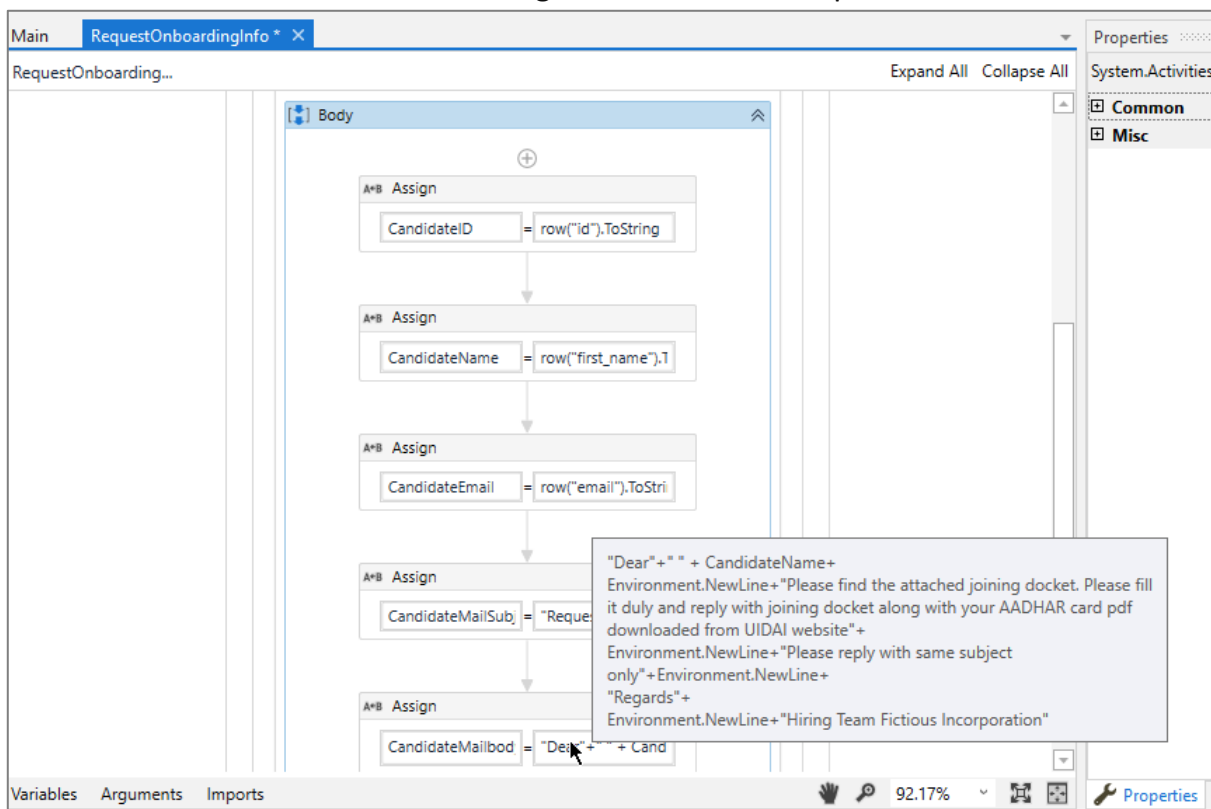 Main RequestOnboardingInfo * ×
Properties
RequestOnboarding... Expand All Collapse All
System.Activities
Body
Common
Misc
A*B Assign
CandidateID = row("id").ToString
A*B Assign
CandidateName = row("first_name").T
A*B Assign
CandidateEmail = row("email").ToStri
A*B Assign
CandidateMailSubj = "Reques
"Dear"+" " + CandidateName+
Environment.NewLine+"Please find the attached joining docket. Please fill
it duly and reply with joining docket along with your AADHAR card pdf
downloaded from UIDAI website"+
Environment.NewLine+"Please reply with same subject
only"+Environment.NewLine+
"Regards"+
Environment.NewLine+"Hiring Team Fictious Incorporation"
A*B Assign
CandidateMailbod = "Dear"+" " + Cand
Variables Arguments Imports 92.17% Properties